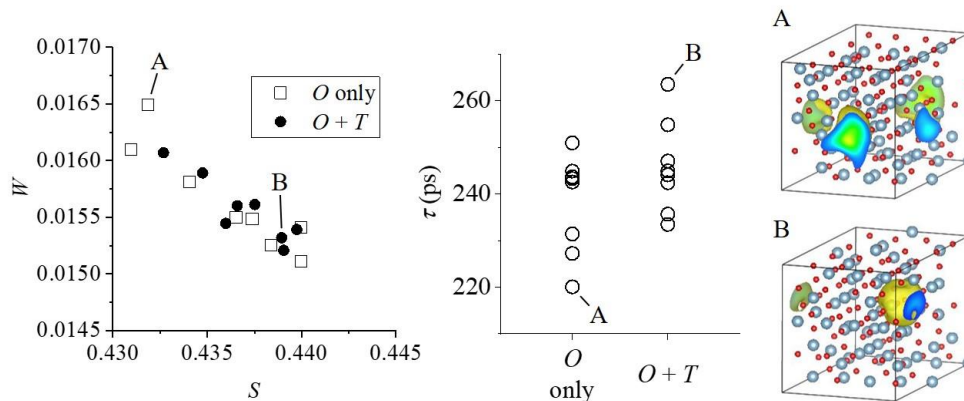 0.0170
0.0165
0.0160
0.0155
0.0150
0.0145
W
0.430
0.435
0.440
0.445
S
A
B
O only
O + T
260
240
220
τ (ps)
B
A
O
only
O + T
A
B